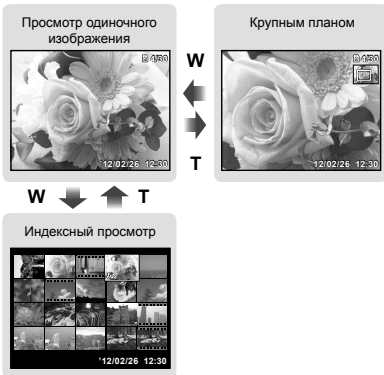 Просмотр одиночного
изображения
4/30
'12/02/26 12:30
Крупным планом
4/30
'12/02/26 12:30
W
T
W
T
Индексный просмотр
'12/02/26 12:30